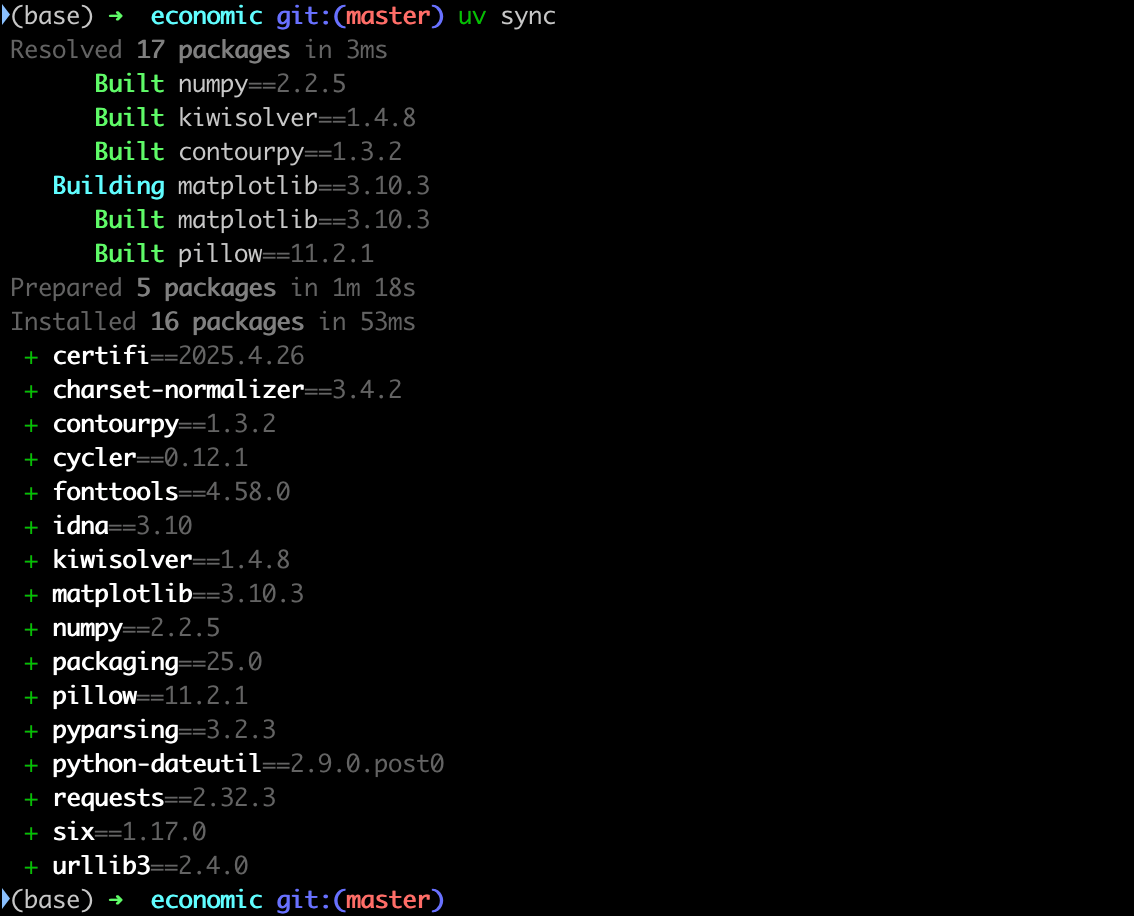 (base) ➜  economic git:(master) uv sync
Resolved 17 packages in 3ms
      Built numpy==2.2.5
      Built kiwisolver==1.4.8
      Built contourpy==1.3.2
   Building matplotlib==3.10.3
      Built matplotlib==3.10.3
      Built pillow==11.2.1
Prepared 5 packages in 1m 18s
Installed 16 packages in 53ms
 + certifi==2025.4.26
 + charset-normalizer==3.4.2
 + contourpy==1.3.2
 + cycler==0.12.1
 + fonttools==4.58.0
 + idna==3.10
 + kiwisolver==1.4.8
 + matplotlib==3.10.3
 + numpy==2.2.5
 + packaging==25.0
 + pillow==11.2.1
 + pyparsing==3.2.3
 + python-dateutil==2.9.0.post0
 + requests==2.32.3
 + six==1.17.0
 + urllib3==2.4.0
(base) ➜  economic git:(master)